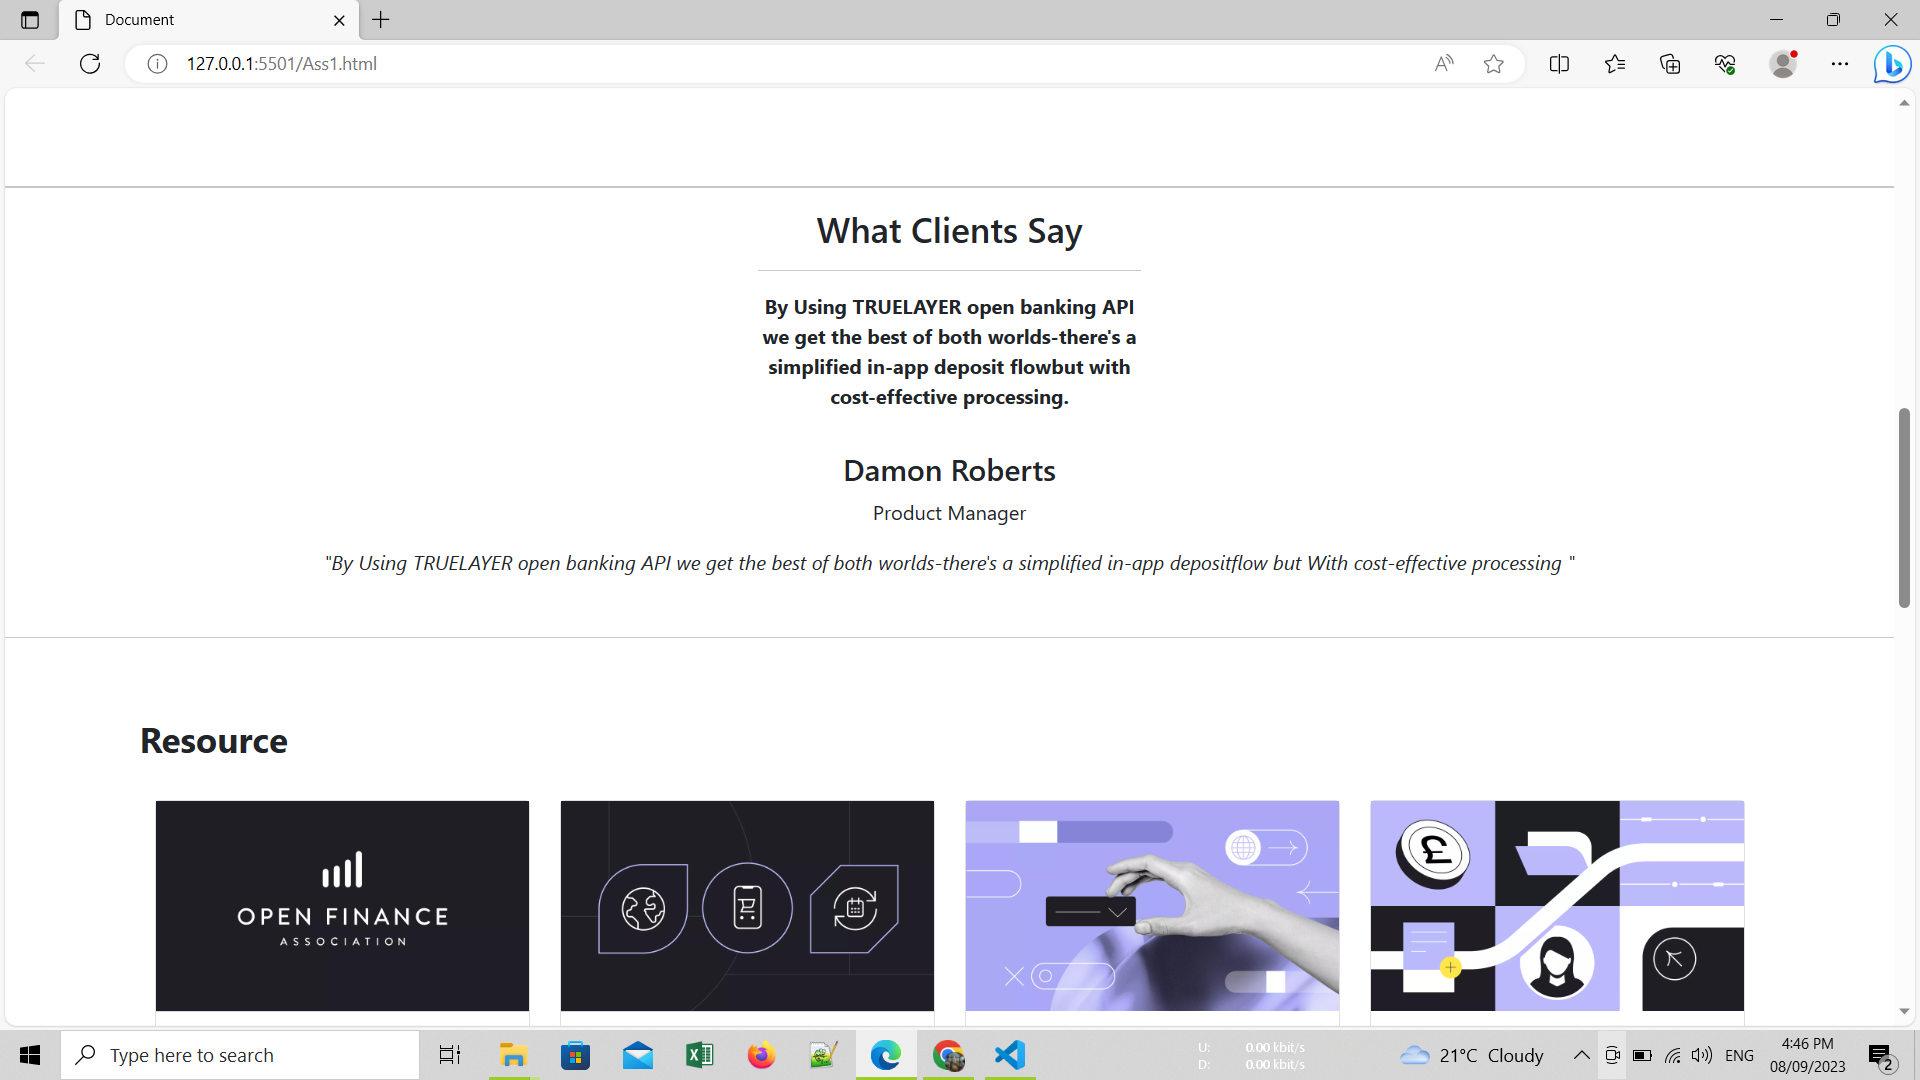 Document
127.0.0.1:5501/Ass1.html
What Clients Say
By Using TRUELAYER open banking API
we get the best of both worlds-there's a
simplified in-app deposit flowbut with
cost-effective processing.
Damon Roberts
Product Manager
"By Using TRUELAYER open banking API we get the best of both worlds-there's a simplified in-app depositflow but With cost-effective processing "
Resource
OPEN FINANCE
ASSOCIATION
£
Type here to search
U: 0.00 kbit/s
D: 0.00 kbit/s
21°C Cloudy
ENG
4:46 PM
08/09/2023
2